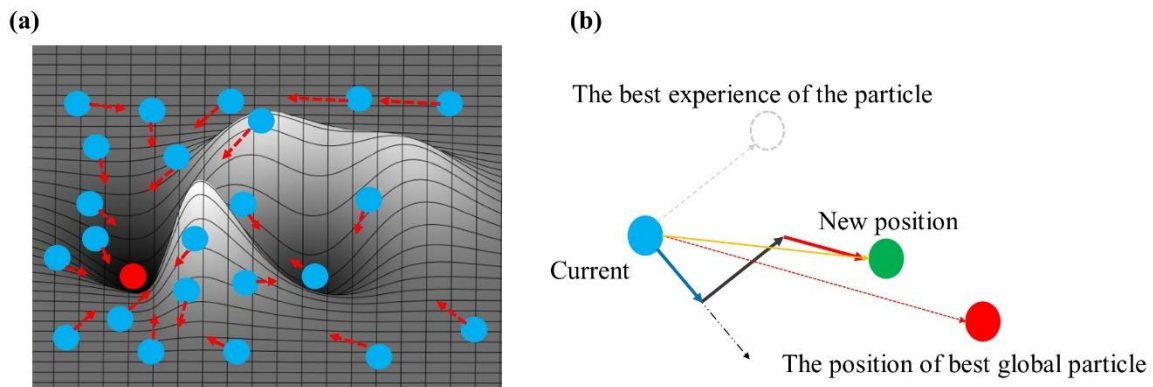 (a)
(b)
The best experience of the particle
New position
Current
The position of best global particle